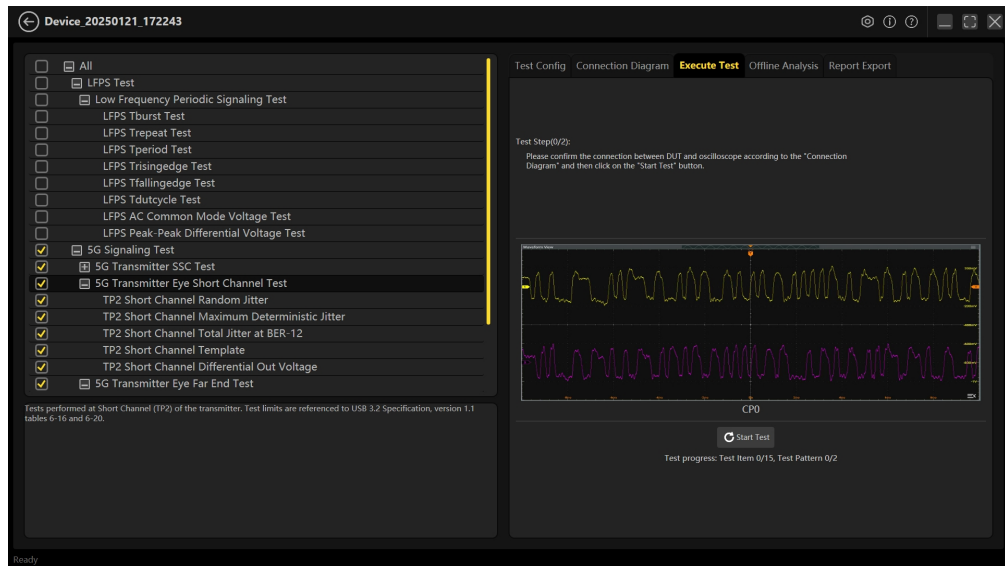 Device_20250121_172243
All
LFPS Test
Low Frequency Periodic Signaling Test
LFPS Tburst Test
LFPS Trepeat Test
LFPS Tperiod Test
LFPS Trisingedge Test
LFPS Tfallingedge Test
LFPS Tdutcycle Test
LFPS AC Common Mode Voltage Test
LFPS Peak-Peak Differential Voltage Test
5G Signaling Test
5G Transmitter SSC Test
5G Transmitter Eye Short Channel Test
TP2 Short Channel Random Jitter
TP2 Short Channel Maximum Deterministic Jitter
TP2 Short Channel Total Jitter at BER-12
TP2 Short Channel Template
TP2 Short Channel Differential Out Voltage
5G Transmitter Eye Far End Test
Tests performed at Short Channel (TP2) of the transmitter. Test limits are referenced to USB 3.2 Specification, version 1.1
tables 6-16 and 6-20.
Test Config Connection Diagram Execute Test Offline Analysis Report Export
Test Step(0/2):
Please confirm the connection between DUT and oscilloscope according to the "Connection
Diagram" and then click on the "Start Test" button.
Waveform View
CP0
Start Test
Test progress: Test Item 0/15, Test Pattern 0/2
Ready